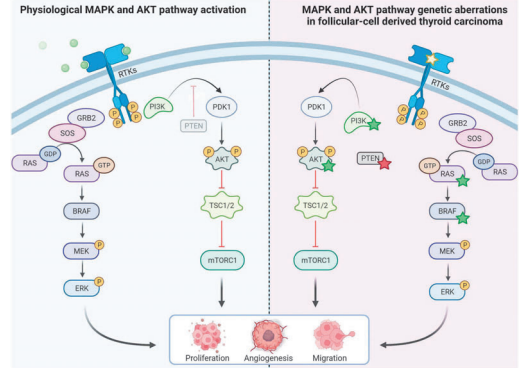 Physiological MAPK and AKT pathway activation
MAPK and AKT pathway genetic aberrations
in follicular-cell derived thyroid carcinoma
RTKs
P
P
P
P
GRB2
SOS
GDP
RAS
GTP
RAS
BRAF
MEK
P
ERK
P
PI3K
PTEN
PDK1
P
P
AKT
TSC1/2
mTORC1
PDK1
PI3K
P
P
AKT
PTEN
TSC1/2
mTORC1
RTKs
P
P
P
P
GRB2
SOS
GDP
RAS
GTP
RAS
BRAF
MEK
P
ERK
P
Proliferation
Angiogenesis
Migration